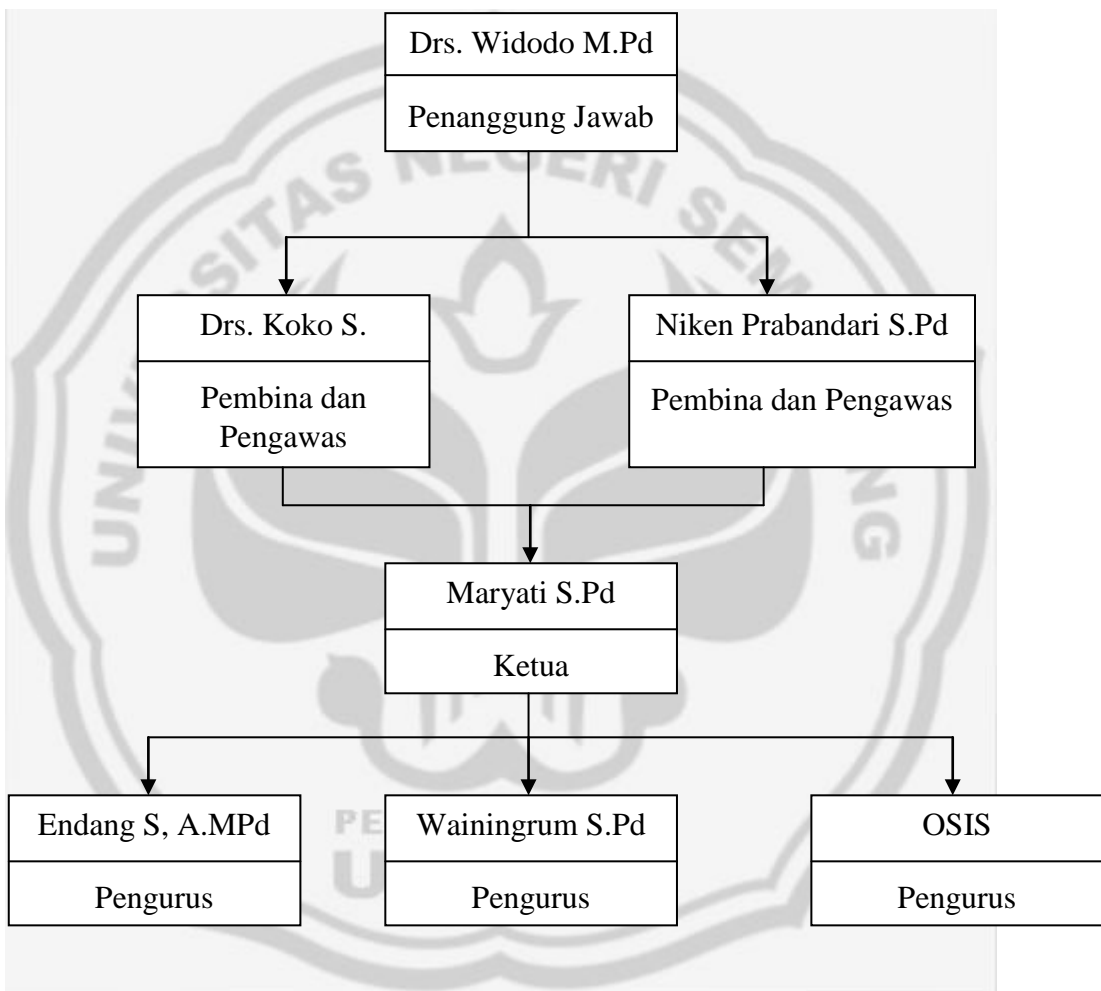 Drs. Widodo M.Pd
Penanggung Jawab
Drs. Koko S.
Pembina dan
Pengawas
Niken Prabandari S.Pd
Pembina dan Pengawas
Maryati S.Pd
Ketua
Endang S, A.MPd
Pengurus
Wainingrum S.Pd
Pengurus
OSIS
Pengurus